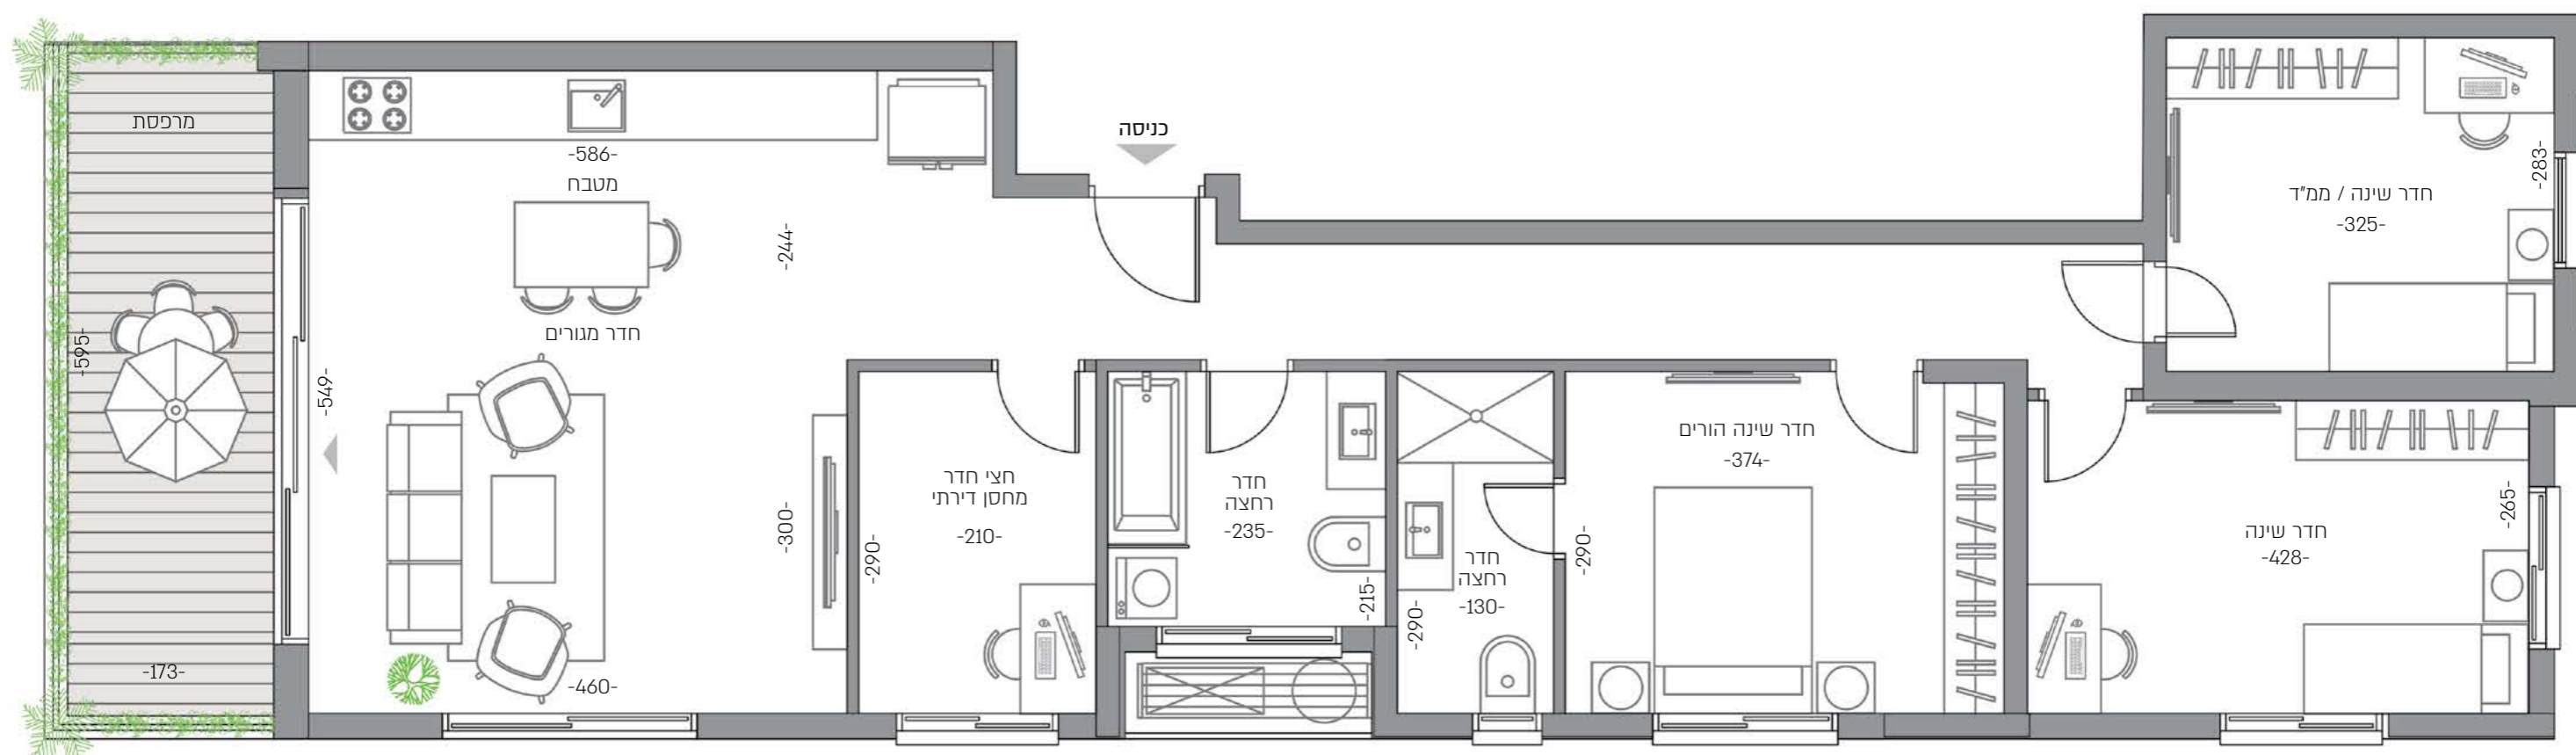 מרפסת
-595-
-173-
-586-
מטבח
-244-
חדר מגורים
-549-
-300-
-460-
כניסה
חצי חדר
מחסן דירתי
-210-
-290-
חדר
רחצה
-235-
-215-
חדר
רחצה
-130-
-290-
חדר שינה הורים
-374-
-290-
חדר שינה / ממ"ד
-325-
-283-
חדר שינה
-428-
-265-